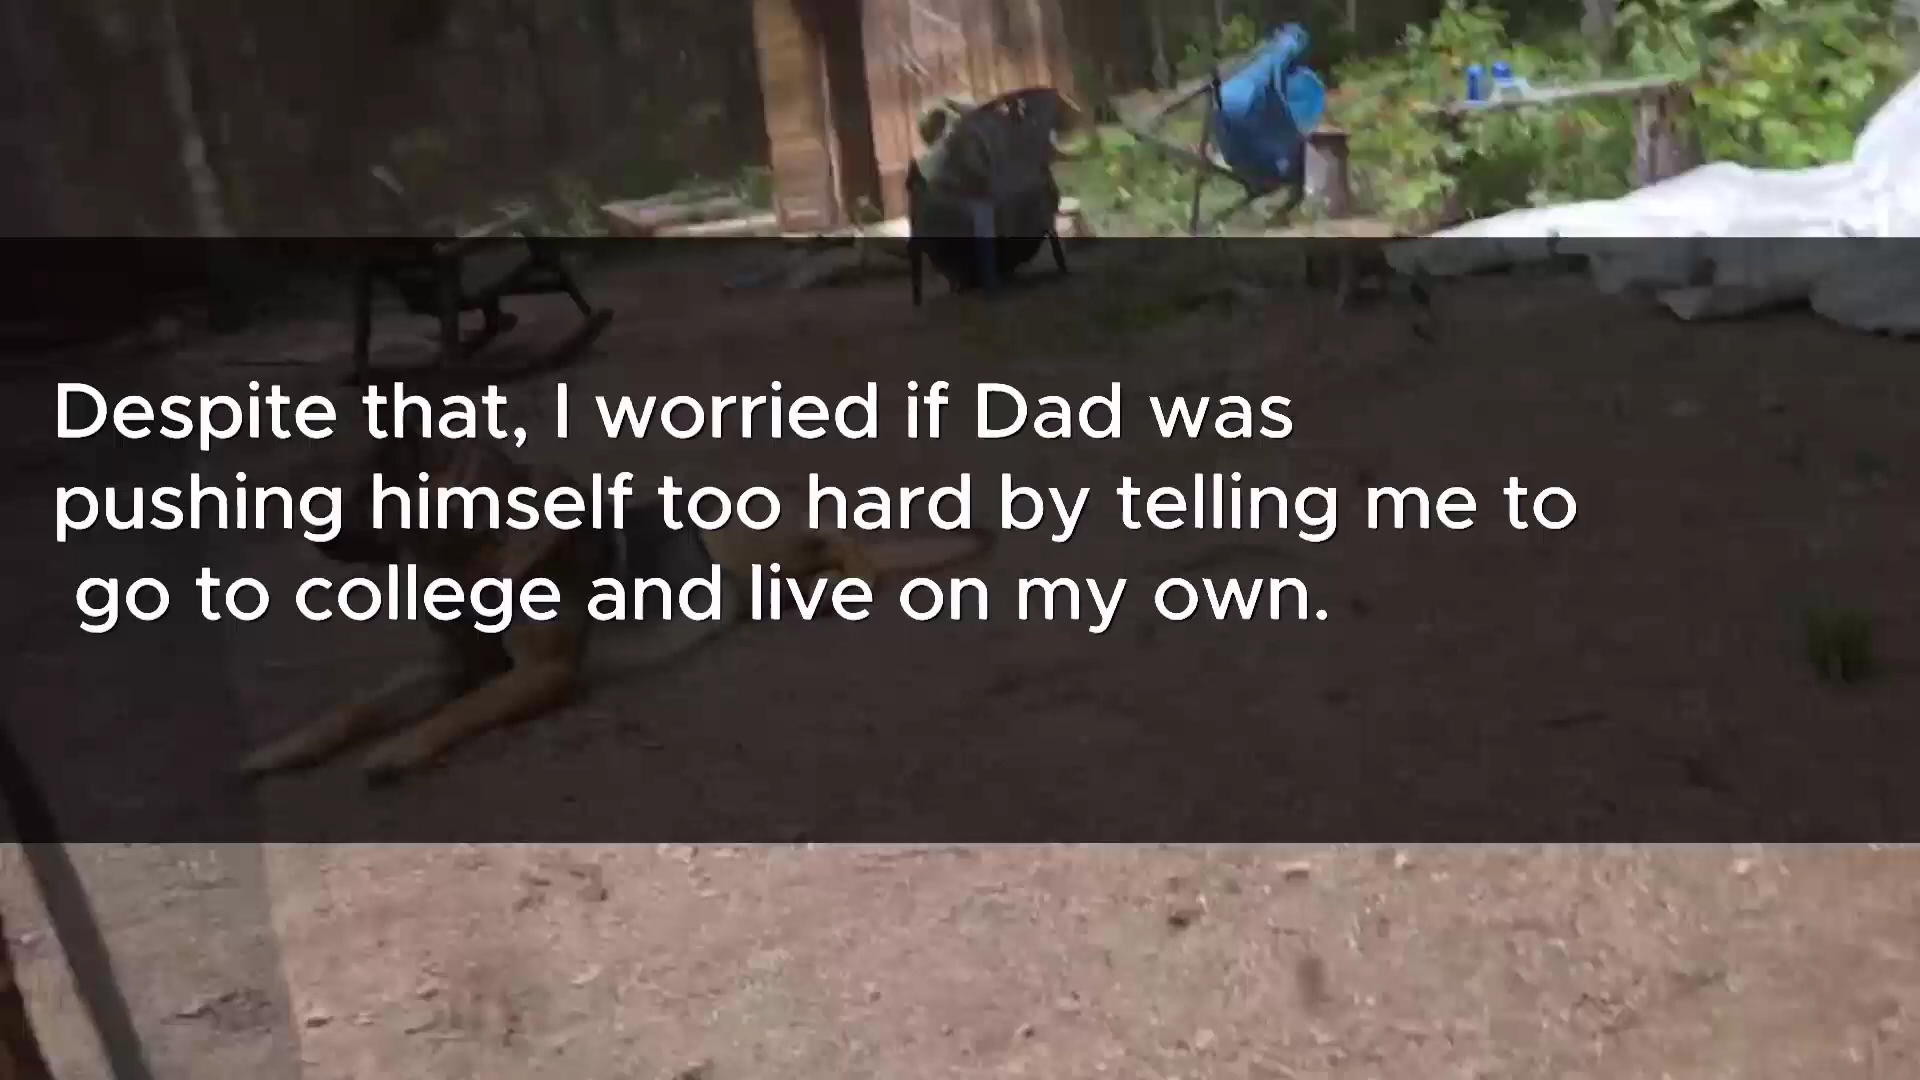 Despite that, I worried if Dad was
pushing himself too hard by telling me to
go to college and live on my own.